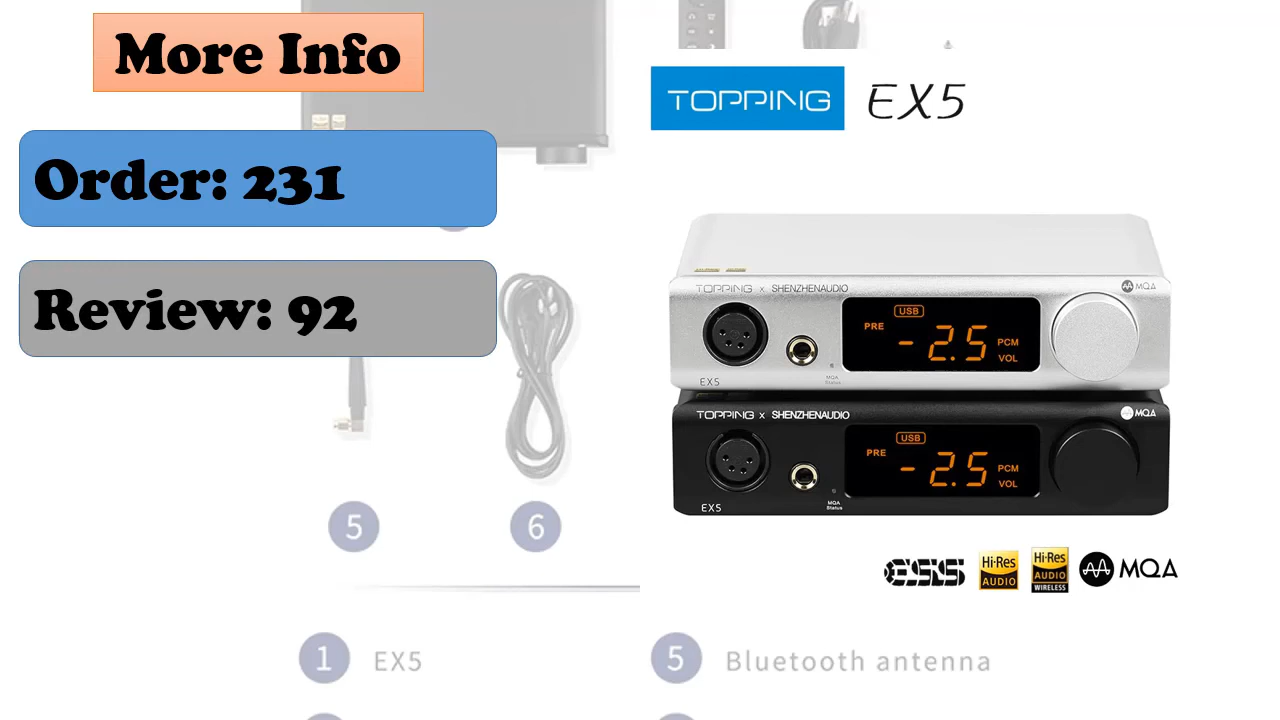 More Info
Order: 231
Review: 92
5
6
1 EX5
5 Bluetooth antenna
TOPPING EX5
TOPPING x SHENZHENAUDIO
MQA
USB
PRE
-2.5
PCM
VOL
MQA
Status
EX5
TOPPING x SHENZHENAUDIO
MQA
USB
PRE
-2.5
PCM
VOL
MQA
Status
EX5
ESS
Hi-Res
AUDIO
Hi-Res
AUDIO
WIRELESS
MQA